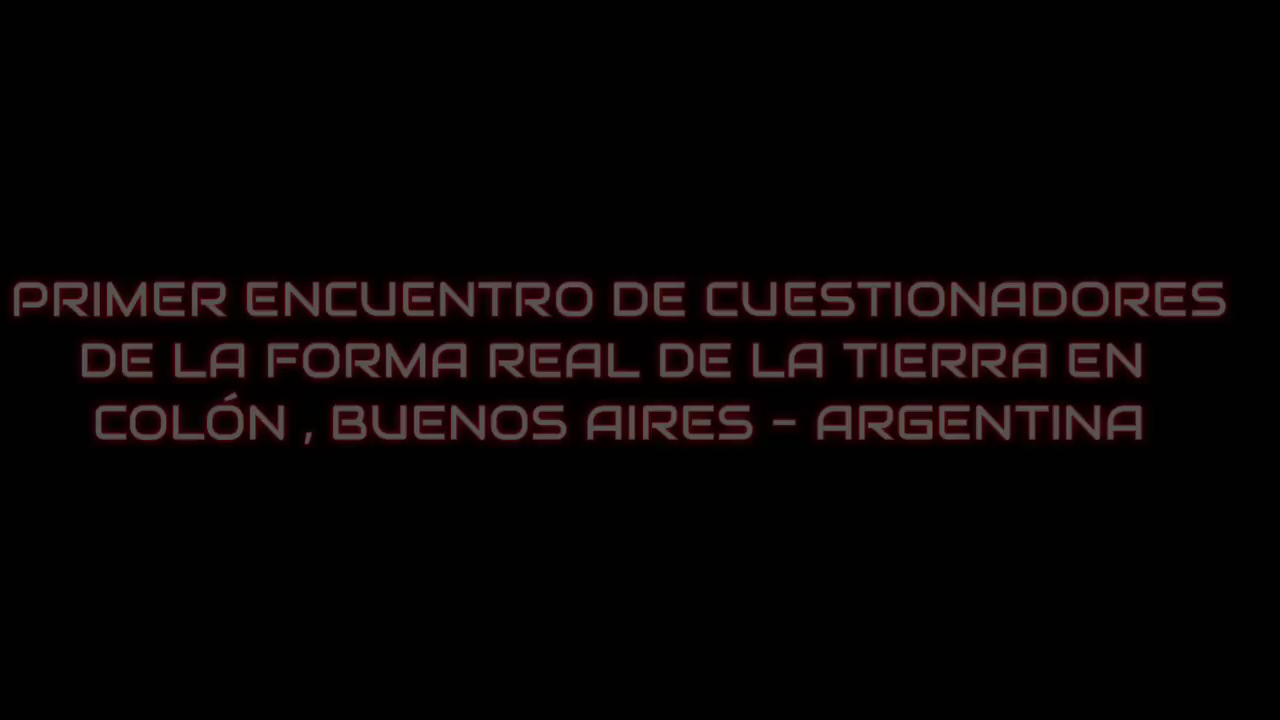 PRIMER ENCUENTRO DE CUESTIONADORES
DE LA FORMA REAL DE LA TIERRA EN
COLÓN , BUENOS AIRES - ARGENTINA